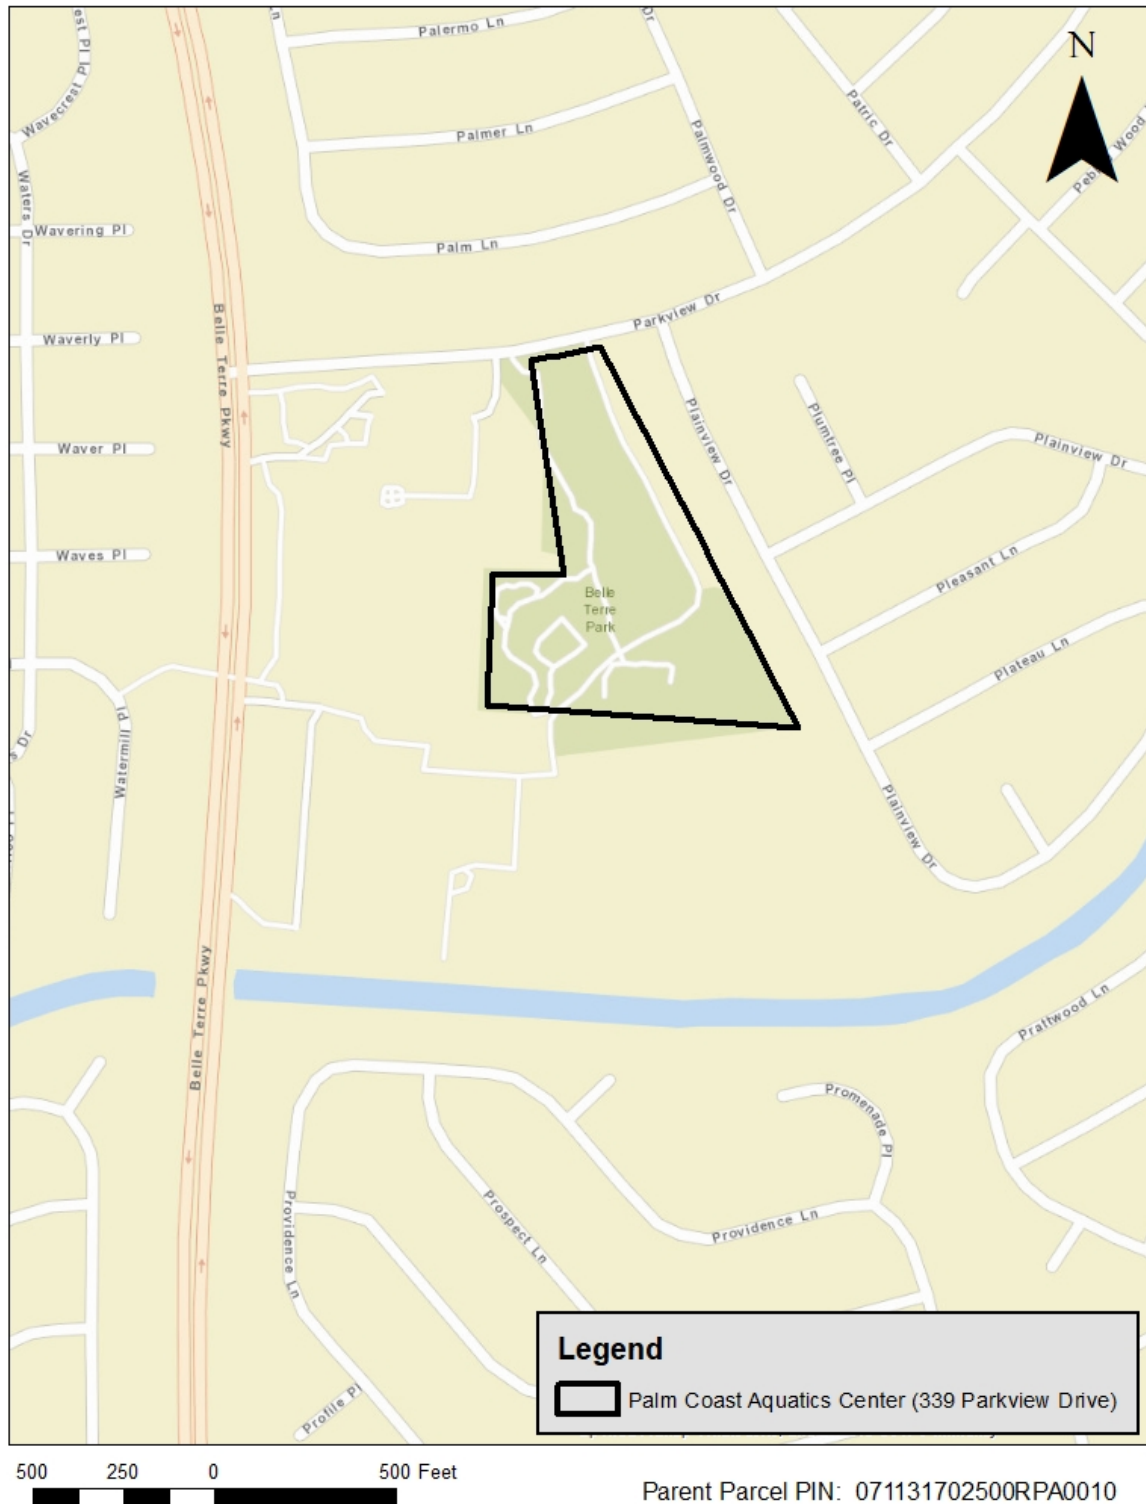 Palermo Ln
Dr
N
Wavecrest Pl
Palmer Ln
Palmwood Dr
Patric Dr
Waters Dr
Wavering Pl
Palm Ln
Belle Terre Pkwy
Parkview Dr
Waverly Pl
Plainview Dr
Plumtree Pl
Plainview Dr
Waver Pl
Waves Pl
Pleasant Ln
Belle
Terre
Park
Plateau Ln
Watermill Pl
s Dr
Plainview Dr
Belle Terre Pkwy
Prattwood Ln
Promenade Pl
Providence Ln
Prospect Ln
Providence Ln
Profile Pl
Legend
Palm Coast Aquatics Center (339 Parkview Drive)
500 250 0 500 Feet
Parent Parcel PIN: 071131702500RPA0010